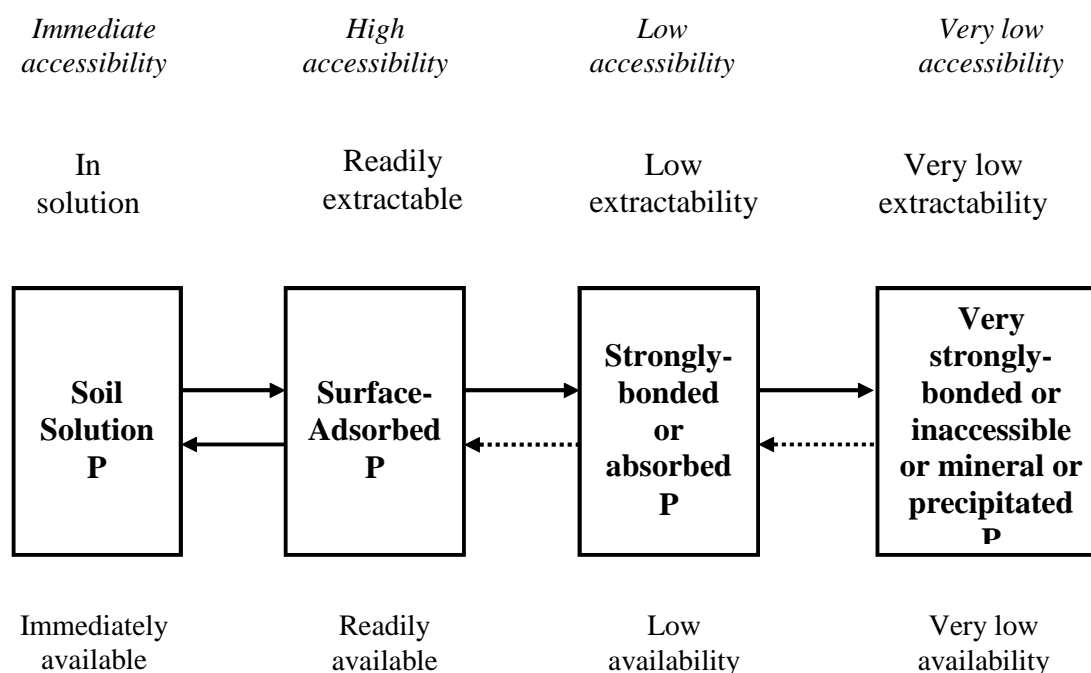 Immediate
accessibility
High
accessibility
Low
accessibility
Very low
accessibility
In
solution
Readily
extractable
Low
extractability
Very low
extractability
Soil
Solution
P
Surface-
Adsorbed
P
Strongly-
bonded
or
absorbed
P
Very
strongly-
bonded or
inaccessible
or mineral or
precipitated
P
Immediately
available
Readily
available
Low
availability
Very low
availability